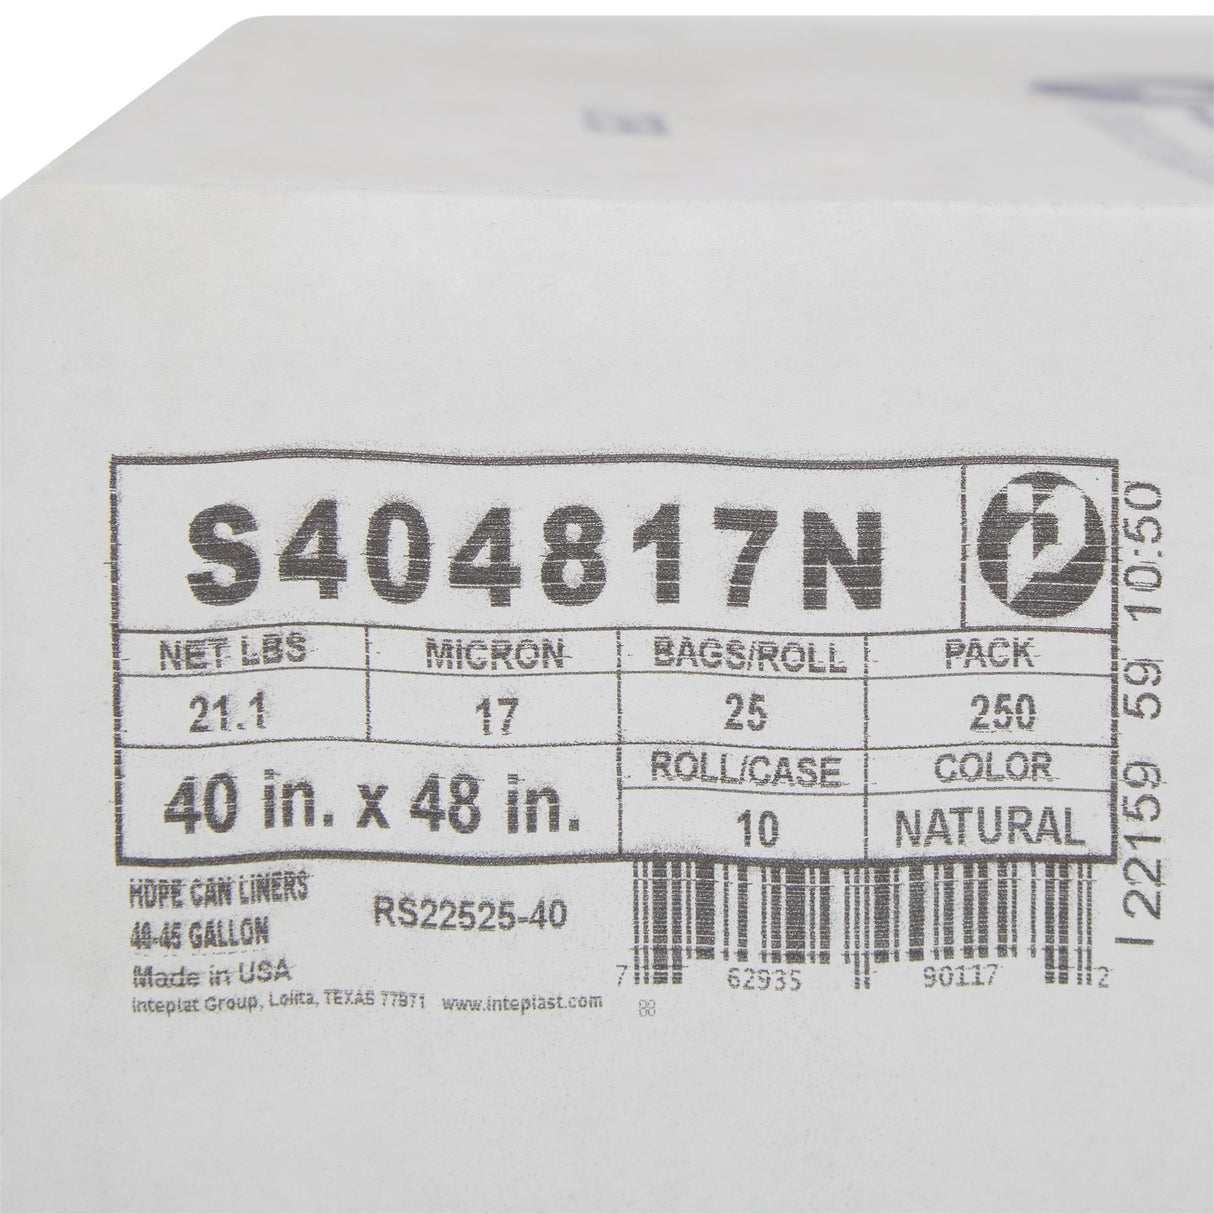 S404817N
NET LBS MICRON BAGS/ROLL PACK
21.1 17 25 250
40 in. x 48 in.
ROLL/CASE COLOR
10 NATURAL
HDPE CAN LINERS
40-45 GALLON
RS22525-40
Made in USA
Inteplat Group, Lolita, TEXAS 77971 www.inteplast.com
7 62935 90117 2
88
I 22159 59 10:50